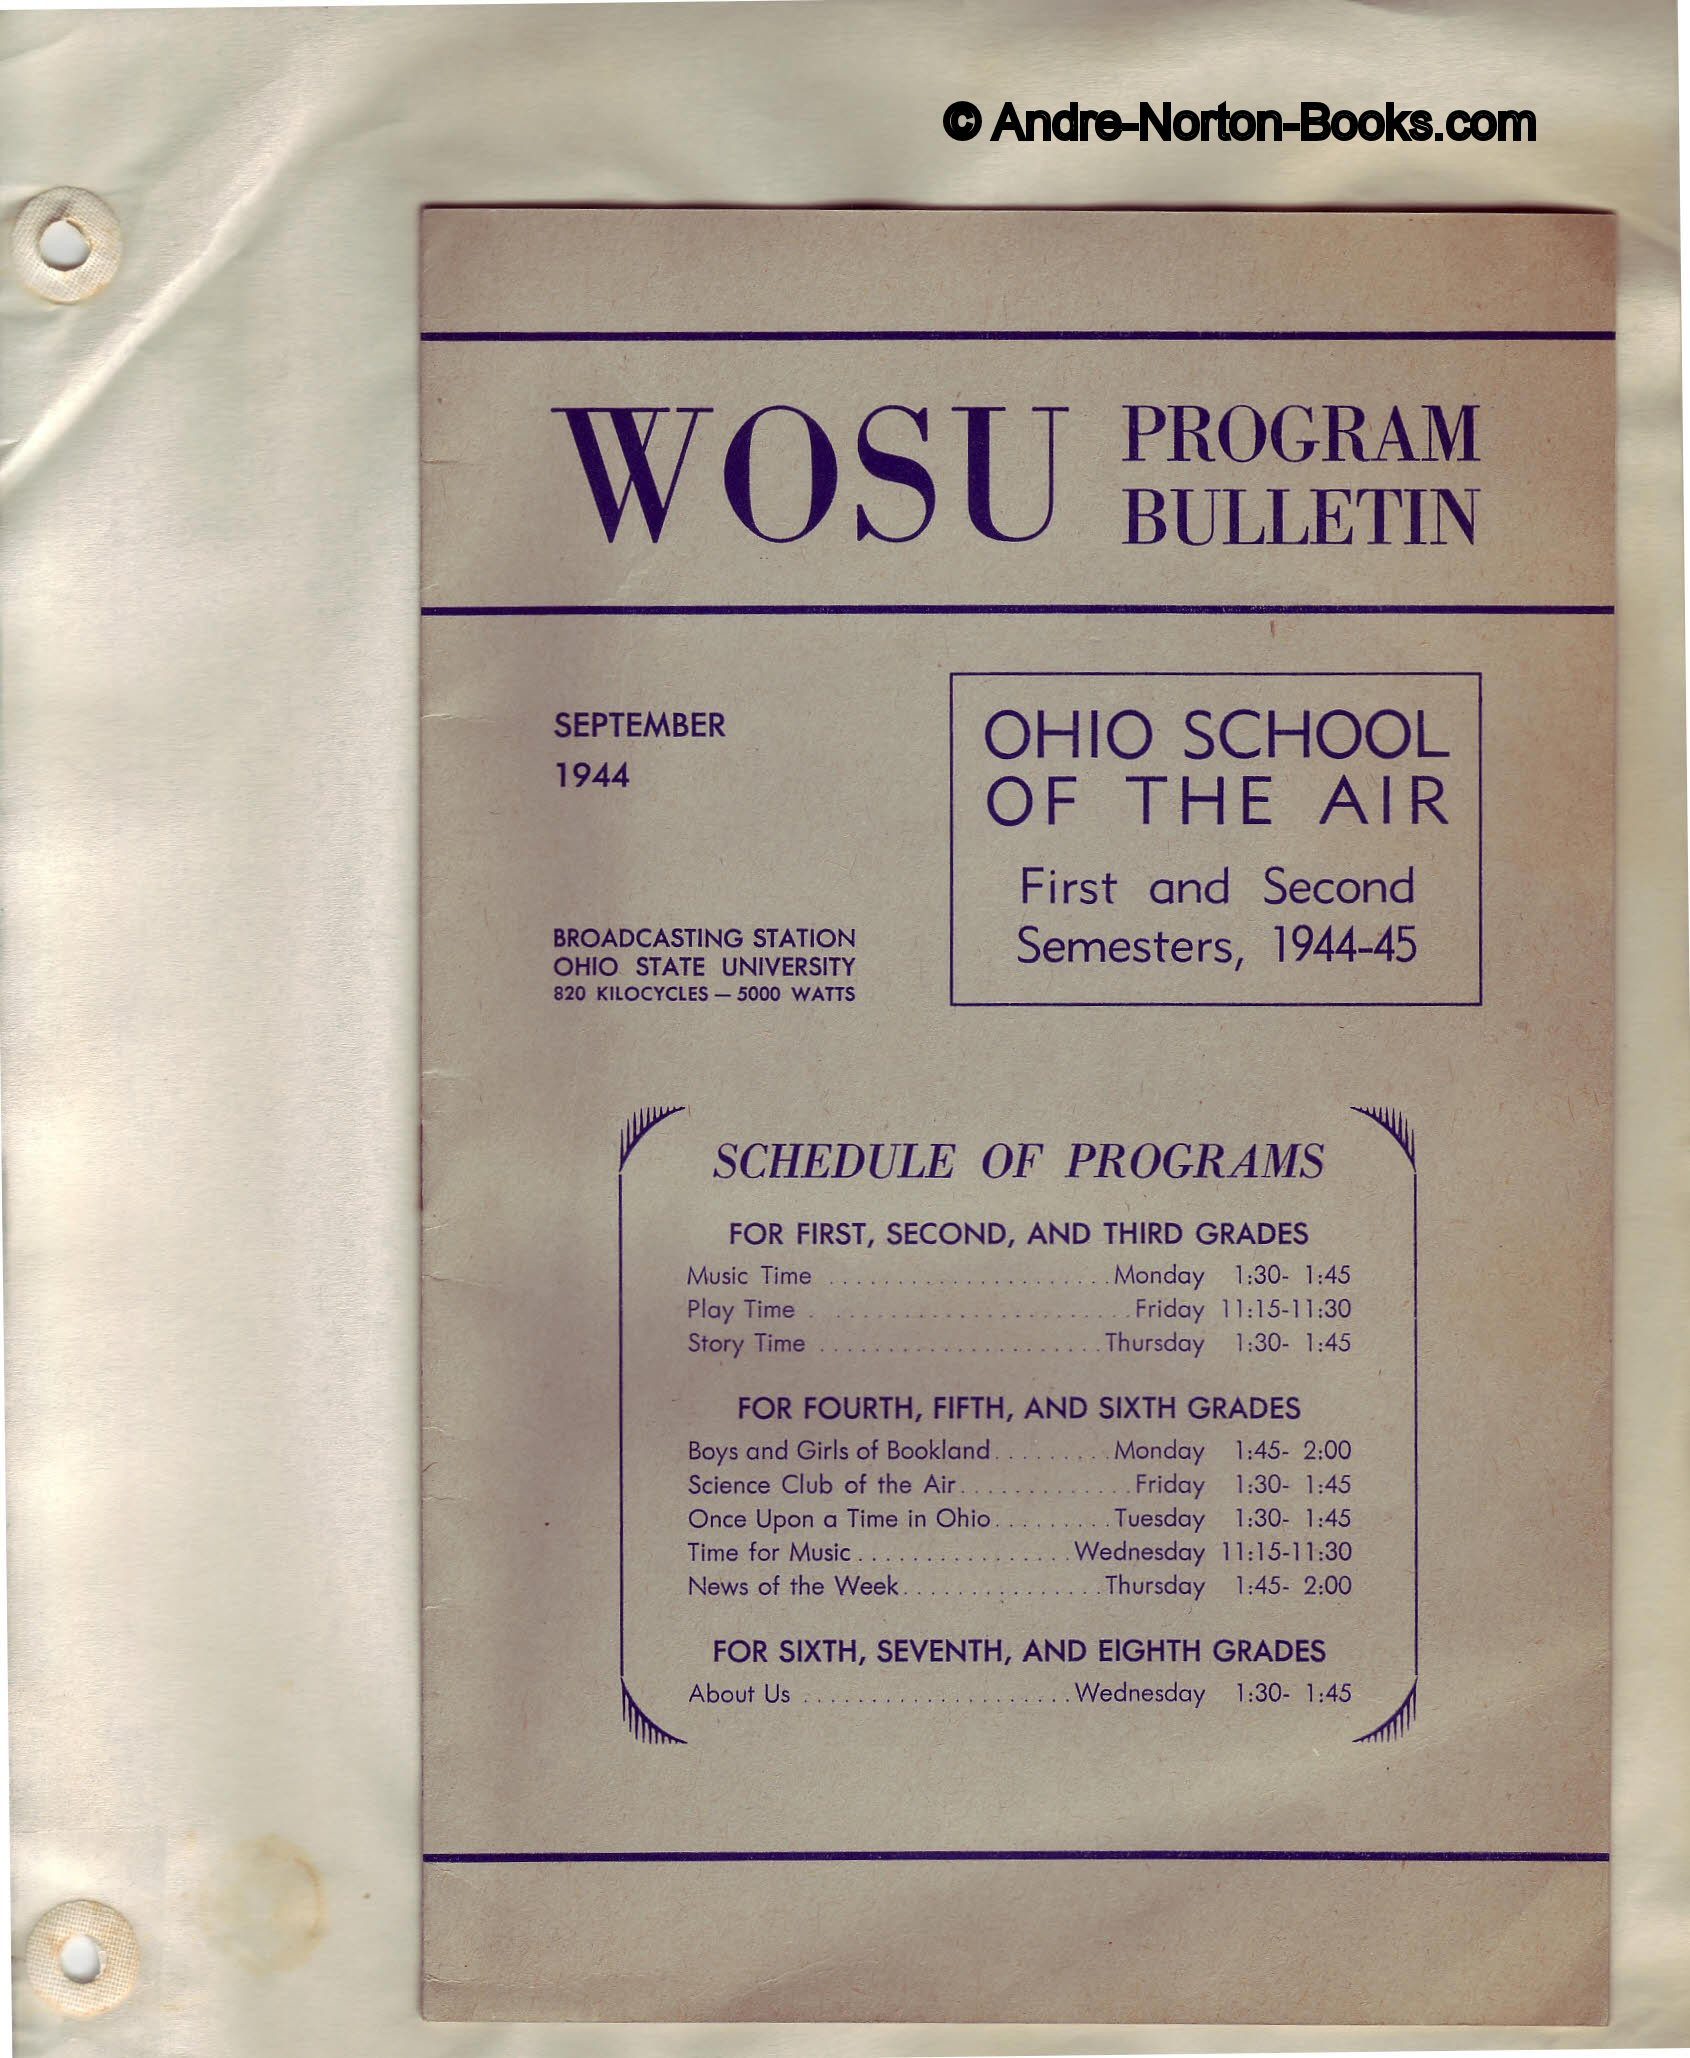 © Andre-Norton-Books.com
WOSU PROGRAM
BULLETIN
SEPTEMBER
1944
OHIO SCHOOL
OF THE AIR
First and Second
Semesters, 1944-45
BROADCASTING STATION
OHIO STATE UNIVERSITY
820 KILOCYCLES — 5000 WATTS
SCHEDULE OF PROGRAMS
FOR FIRST, SECOND, AND THIRD GRADES
Music Time ..................... Monday 1:30- 1:45
Play Time ....................... Friday 11:15-11:30
Story Time ..................... Thursday 1:30- 1:45
FOR FOURTH, FIFTH, AND SIXTH GRADES
Boys and Girls of Bookland......... Monday 1:45- 2:00
Science Club of the Air............. Friday 1:30- 1:45
Once Upon a Time in Ohio......... Tuesday 1:30- 1:45
Time for Music................ Wednesday 11:15-11:30
News of the Week............... Thursday 1:45- 2:00
FOR SIXTH, SEVENTH, AND EIGHTH GRADES
About Us .................... Wednesday 1:30- 1:45